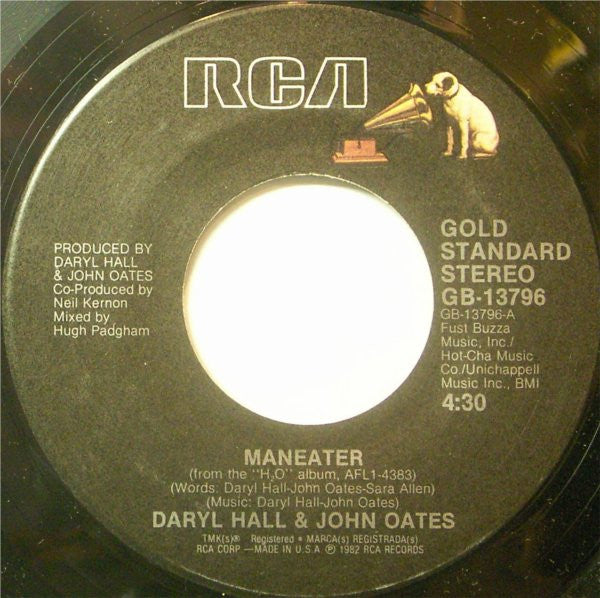 RCA
PRODUCED BY
DARYL HALL
& JOHN OATES
Co-Produced by
Neil Kernon
Mixed by
Hugh Padgham
GOLD
STANDARD
STEREO
GB-13796
GB-13796-A
Fust Buzza
Music, Inc./
Hot-Cha Music
Co./Unichappell
Music Inc., BMI
4:30
MANEATER
(from the "H₂O" album, AFL1-4383)
(Words: Daryl Hall-John Oates-Sara Allen)
(Music: Daryl Hall-John Oates)
DARYL HALL & JOHN OATES
TMK(s)® Registered • MARCA(s) REGISTRADA(s)
RCA CORP —MADE IN U.S.A. ℗ 1982 RCA RECORDS